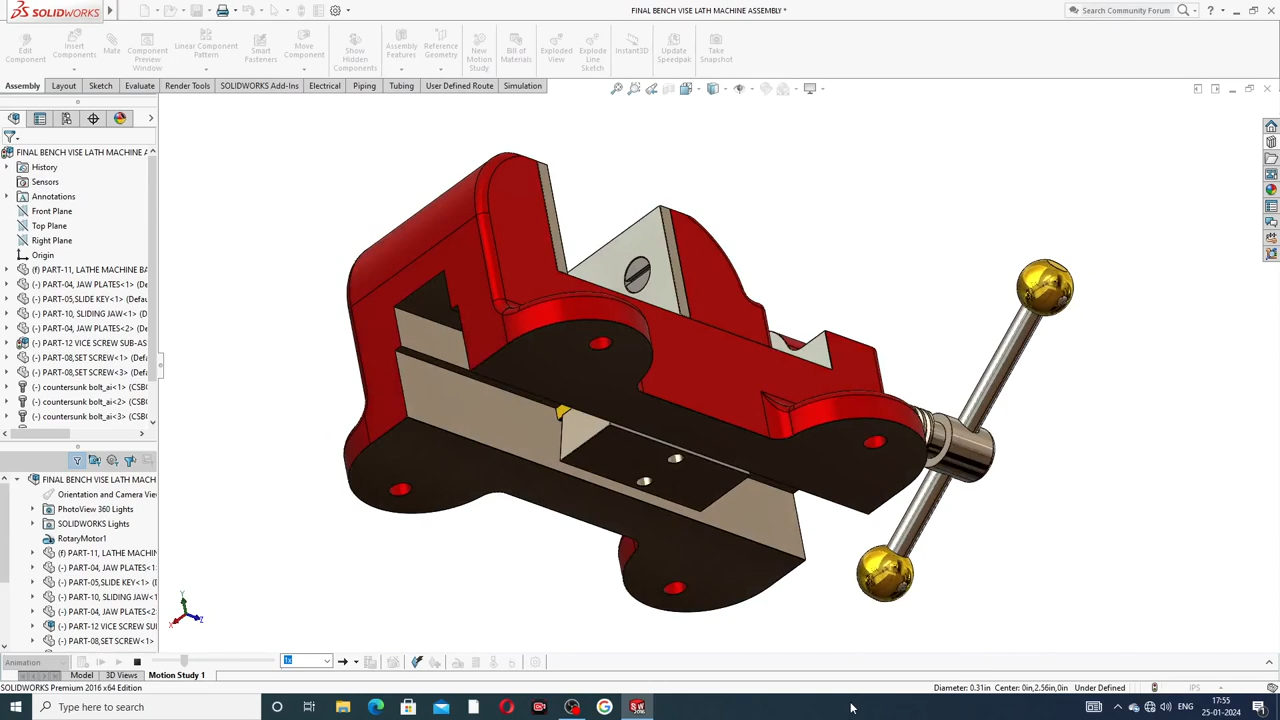 SOLIDWORKS
FINAL BENCH VISE LATH MACHINE ASSEMBLY *
Search Community Forum
Edit Component
Insert Components
Mate
Component Preview Window
Linear Component Pattern
Smart Fasteners
Move Component
Show Hidden Components
Assembly Features
Reference Geometry
New Motion Study
Bill of Materials
Exploded View
Explode Line Sketch
Instant3D
Update Speedpak
Take Snapshot
Assembly
Layout
Sketch
Evaluate
Render Tools
SOLIDWORKS Add-Ins
Electrical
Piping
Tubing
User Defined Route
Simulation
FINAL BENCH VISE LATH MACHINE A
History
Sensors
Annotations
Front Plane
Top Plane
Right Plane
Origin
(f) PART-11, LATHE MACHINE BA
(-) PART-04, JAW PLATES<1> (D
(-) PART-05,SLIDE KEY<1> (Defau
(-) PART-10, SLIDING JAW<1> (D
(-) PART-04, JAW PLATES<2> (D
(-) PART-12 VICE SCREW SUB-AS
(-) PART-08,SET SCREW<1> (Def
(-) PART-08,SET SCREW<3> (Def
(-) countersunk bolt_ai<1> (CSBC
(-) countersunk bolt_ai<2> (CSBC
(-) countersunk bolt_ai<3> (CSBC
FINAL BENCH VISE LATH MACHINE
Orientation and Camera Vie
PhotoView 360 Lights
SOLIDWORKS Lights
RotaryMotor1
(f) PART-11, LATHE MACHIN
(-) PART-04, JAW PLATES<1
(-) PART-05,SLIDE KEY<1> (D
(-) PART-10, SLIDING JAW<1
(-) PART-04, JAW PLATES<2
(-) PART-12 VICE SCREW SUI
(-) PART-08,SET SCREW<1>
Y
X
Z
Animation
1x
Model
3D Views
Motion Study 1
SOLIDWORKS Premium 2016 x64 Edition
Diameter: 0.31in Center: 0in,2.56in,0in
Under Defined
IPS
Type here to search
ENG
17:55
25-01-2024